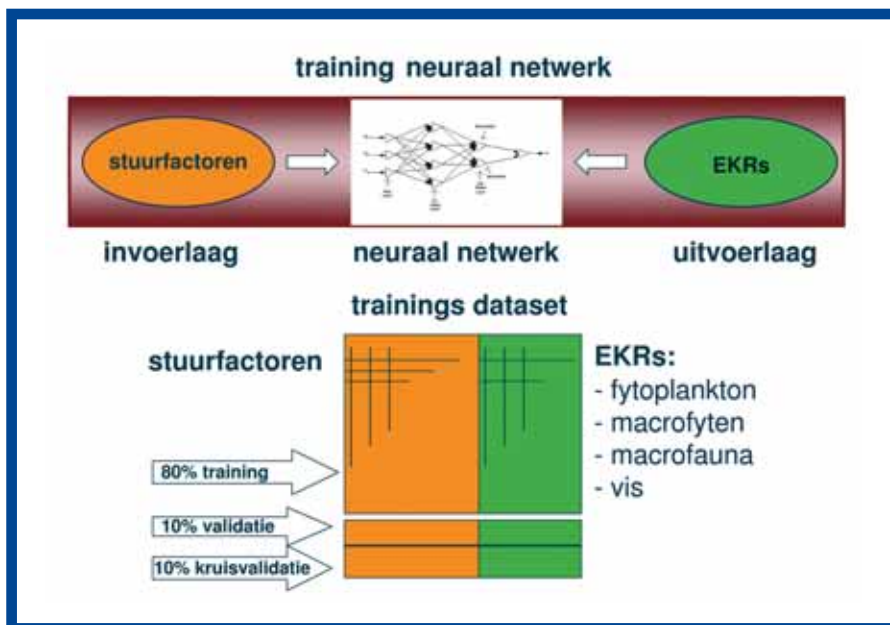 training neuraal netwerk
stuurfactoren
EKRs
invoerlaag
neuraal netwerk
uitvoerlaag
trainings dataset
stuurfactoren
EKRs:
- fytoplankton
- macrofyten
- macrofauna
- vis
80% training
10% validatie
10% kruisvalidatie